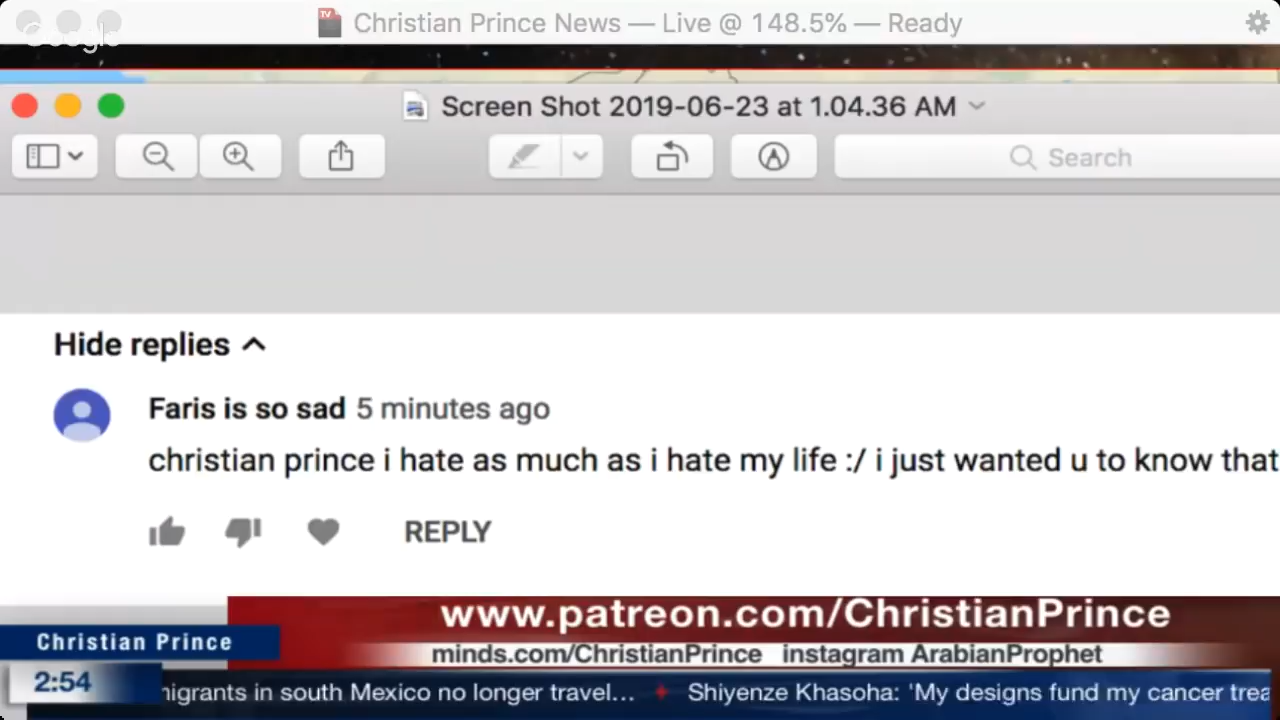 Google
TV
Christian Prince News — Live @ 148.5% — Ready
Screen Shot 2019-06-23 at 1.04.36 AM
Search
Hide replies
Faris is so sad 5 minutes ago
christian prince i hate as much as i hate my life :/ i just wanted u to know that
REPLY
www.patreon.com/ChristianPrince
Christian Prince
minds.com/ChristianPrince instagram ArabianProphet
2:54
in south Mexico no longer travel... Shiyenze Khasoha: 'My designs fund my cancer